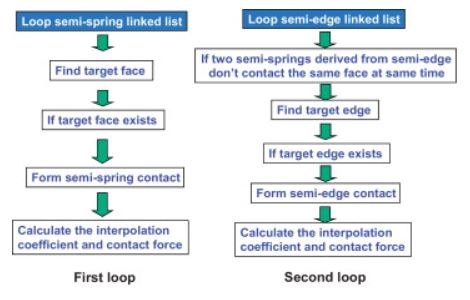 Loop semi-spring linked list
Find target face
If target face exists
Form semi-spring contact
Calculate the interpolation
coefficient and contact force
First loop
Loop semi-edge linked list
If two semi-springs derived from semi-edge
don't contact the same face at same time
Find target edge
If target edge exists
Form semi-edge contact
Calculate the interpolation
coefficient and contact force
Second loop